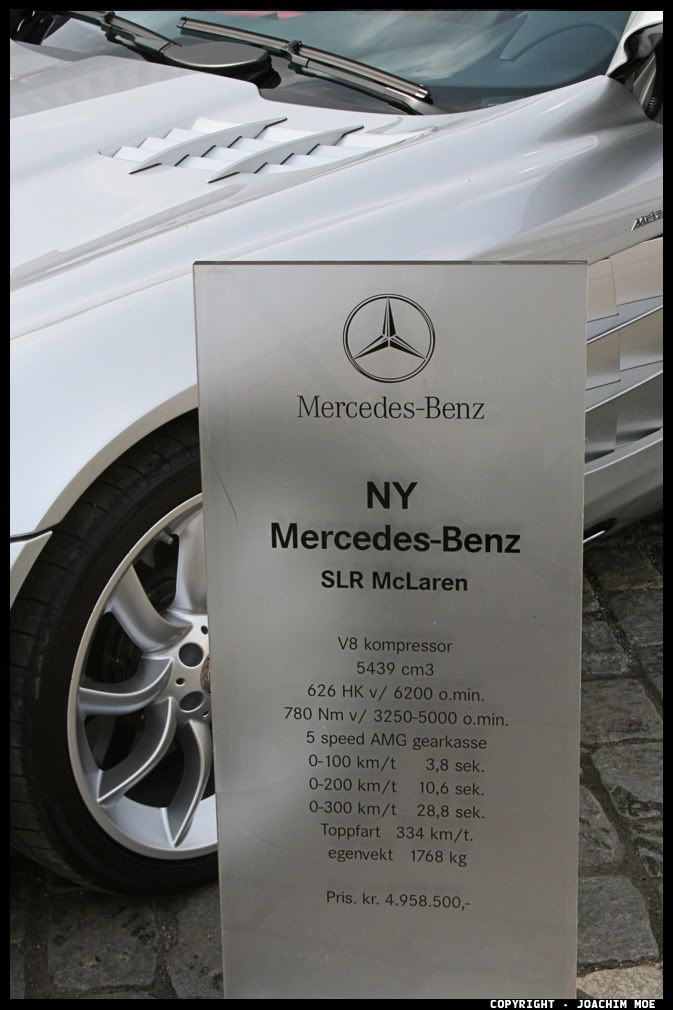 Mercedes-Benz
NY
Mercedes-Benz
SLR McLaren
V8 kompressor
5439 cm3
626 HK v/ 6200 o.min.
780 Nm v/ 3250-5000 o.min.
5 speed AMG gearkasse
0-100 km/t 3,8 sek.
0-200 km/t 10,6 sek.
0-300 km/t 28,8 sek.
Toppfart 334 km/t.
egenvekt 1768 kg
Pris. kr. 4.958.500,-
COPYRIGHT - JOACHIM MOE